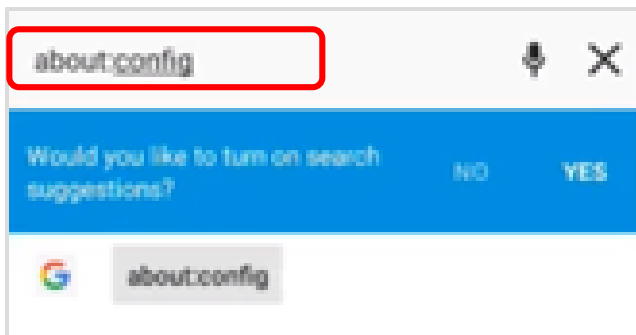 about:config
Would you like to turn on search
suggestions?
NO
YES
about:config